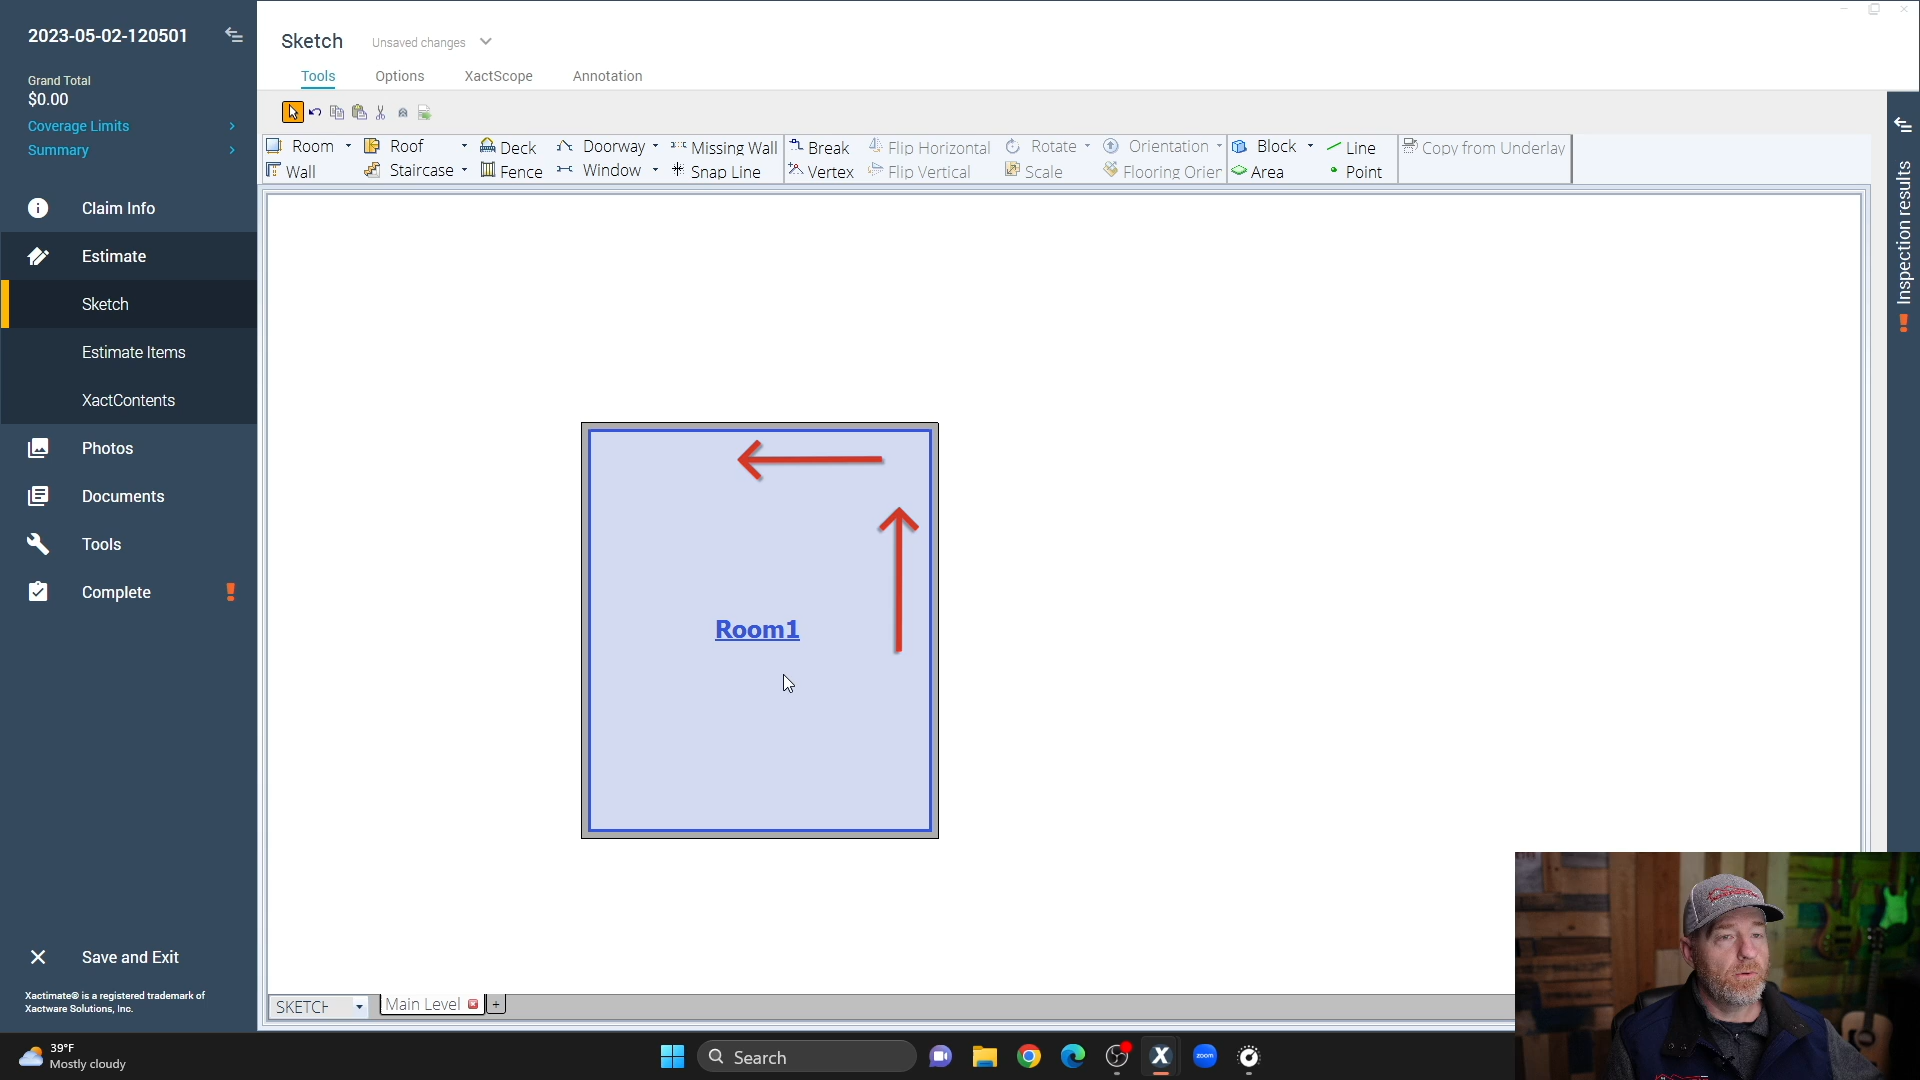 2023-05-02-120501
Grand Total
$0.00
Coverage Limits
Summary
Claim Info
Estimate
Sketch
Estimate Items
XactContents
Photos
Documents
Tools
Complete
Save and Exit
Xactimate® is a registered trademark of
Xactware Solutions, Inc.
Sketch Unsaved changes
Tools Options XactScope Annotation
Room Roof Deck Doorway Missing Wall Break Flip Horizontal Rotate Orientation Block Line Copy from Underlay
Wall Staircase Fence Window Snap Line Vertex Flip Vertical Scale Flooring Orier Area Point
Inspection results
Room1
SKETCH Main Level +
39°F
Mostly cloudy
Search
zoom